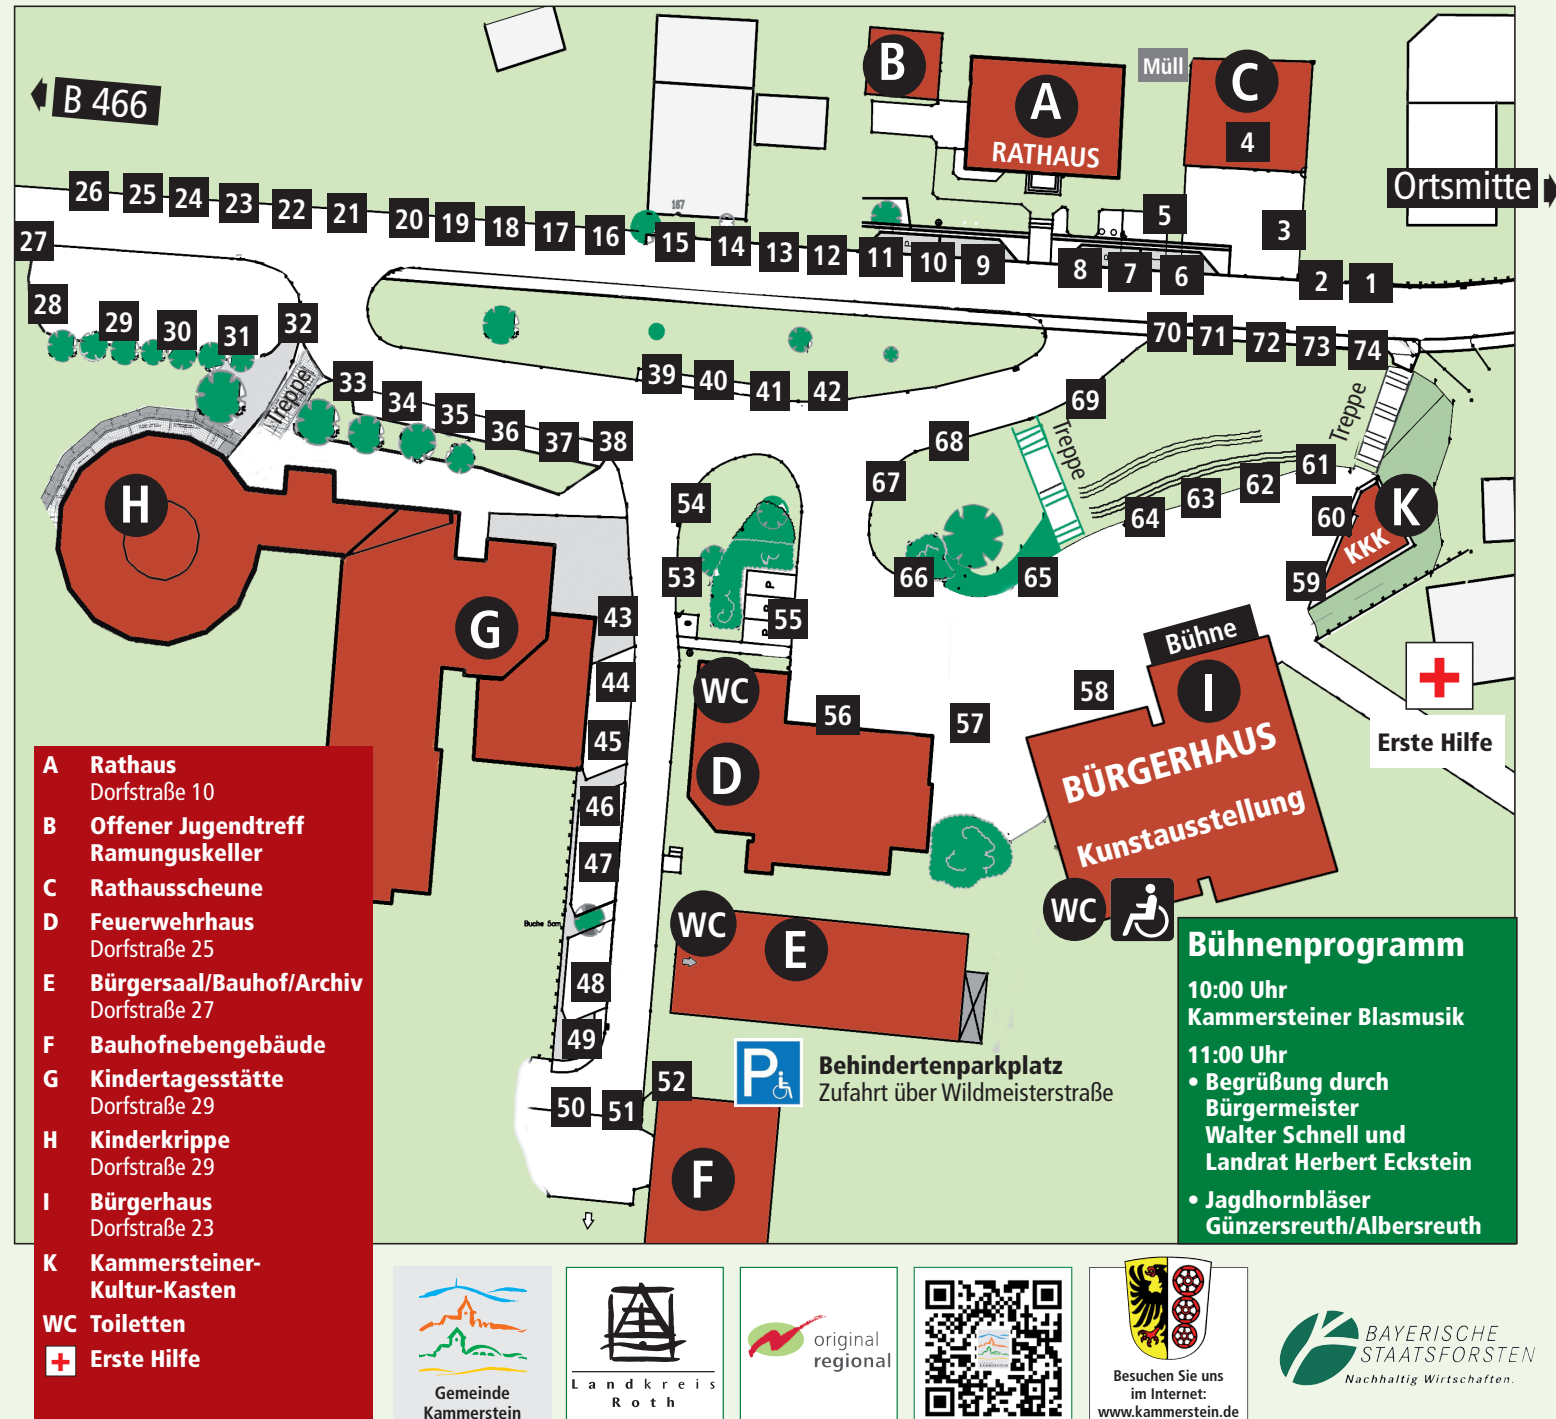 B 466
B
A
RATHAUS
Müll
C
4
Ortsmitte
26
25
24
23
22
21
20
19
18
17
16
167
15
14
13
12
11
10
9
8
7
6
5
3
2
1
27
28
29
30
31
32
Treppe
33
34
35
36
37
38
39
40
41
42
70
71
72
73
74
69
68
67
Treppe
Treppe
66
65
64
63
62
61
60
59
K
KKK
H
G
54
53
P
P
P
55
43
44
45
46
47
Buche 5am
48
49
50
51
52
WC
D
56
57
58
Bühne
I
BÜRGERHAUS
Kunstausstellung
WC
Erste Hilfe
WC
E
F
P
Behindertenparkplatz
Zufahrt über Wildmeisterstraße
A Rathaus
Dorfstraße 10
B Offener Jugendtreff
Ramunguskeller
C Rathausscheune
D Feuerwehrhaus
Dorfstraße 25
E Bürgersaal/Bauhof/Archiv
Dorfstraße 27
F Bauhofnebengebäude
G Kindertagesstätte
Dorfstraße 29
H Kinderkrippe
Dorfstraße 29
I Bürgerhaus
Dorfstraße 23
K Kammersteiner-
Kultur-Kasten
WC Toiletten
Erste Hilfe
Bühnenprogramm
10:00 Uhr
Kammersteiner Blasmusik
11:00 Uhr
• Begrüßung durch
Bürgermeister
Walter Schnell und
Landrat Herbert Eckstein
• Jagdhornbläser
Günzersreuth/Albersreuth
Gemeinde
Kammerstein
Landkreis
Roth
original
regional
Besuchen Sie uns
im Internet:
www.kammerstein.de
BAYERISCHE
STAATSFORSTEN
Nachhaltig Wirtschaften.